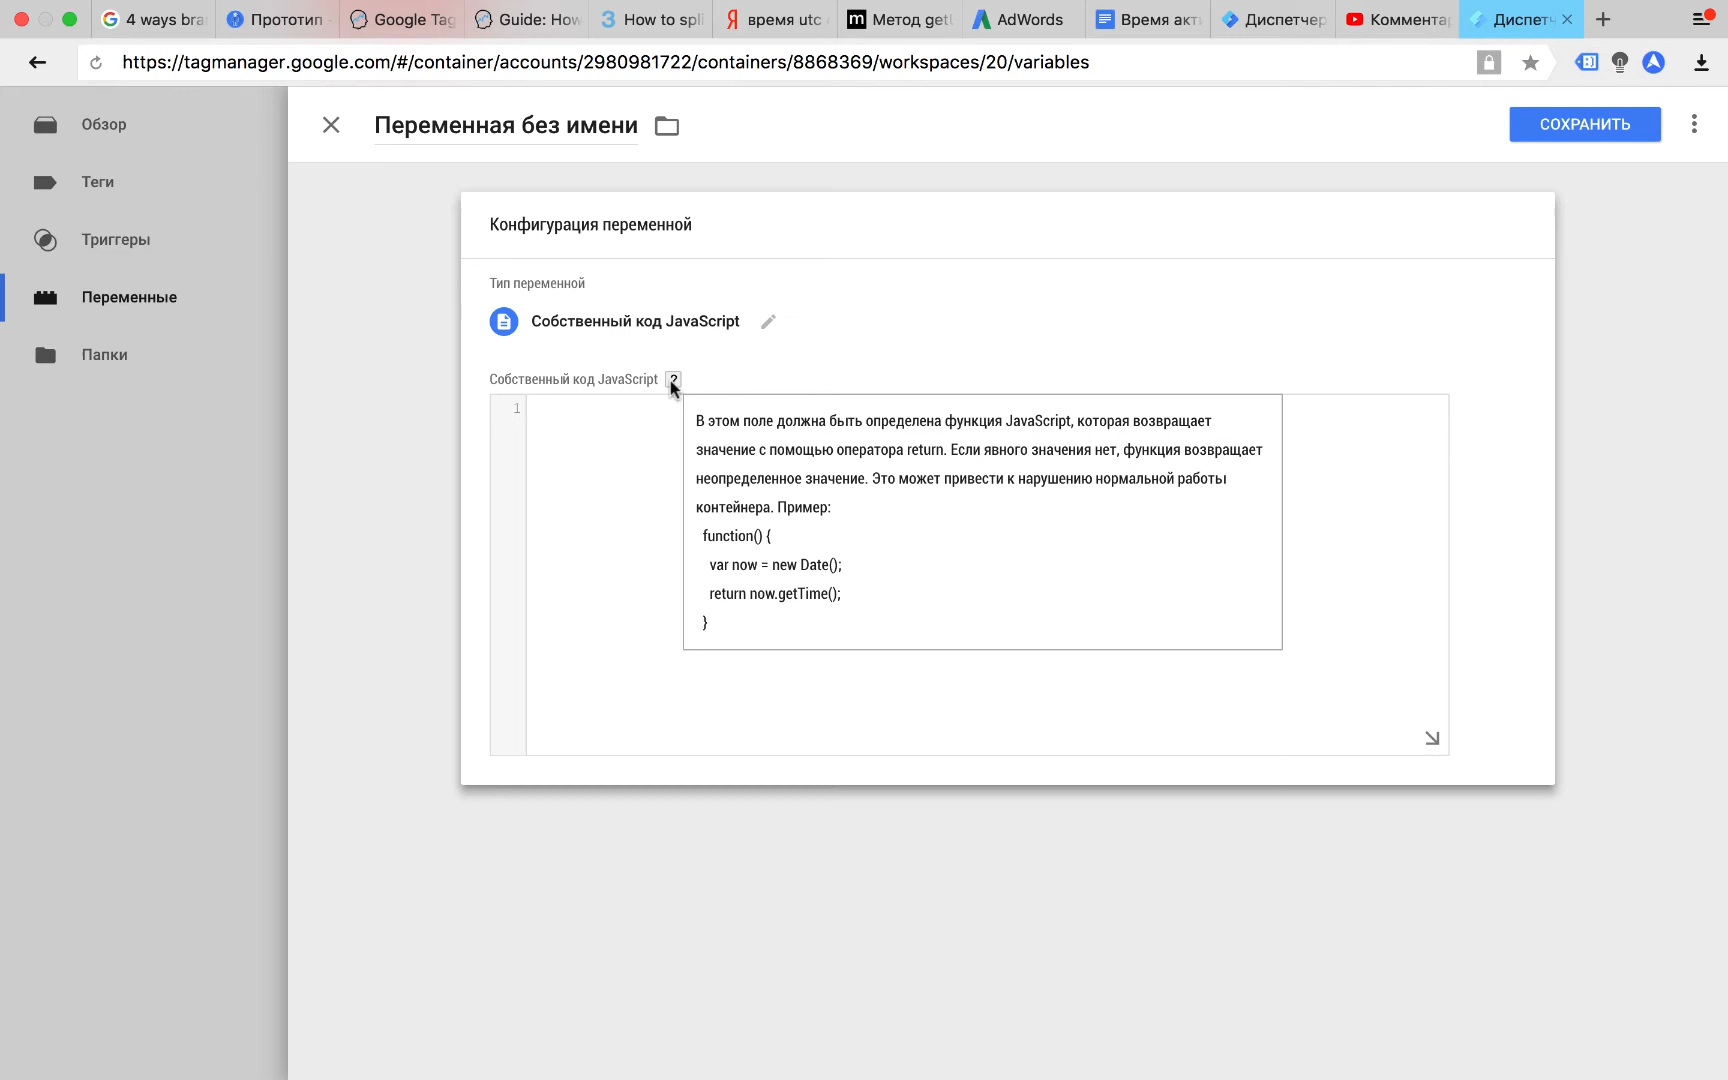 4 ways bra
Прототип -
Google Tag
Guide: How
How to spli
время utc
Метод getU
AdWords
Время акт
Диспетчер
Коммента
Диспетч
https://tagmanager.google.com/#/container/accounts/2980981722/containers/8868369/workspaces/20/variables
Обзор
Теги
Триггеры
Переменные
Папки
Переменная без имени
СОХРАНИТЬ
Конфигурация переменной
Тип переменной
Собственный код JavaScript
Собственный код JavaScript ?
1
В этом поле должна быть определена функция JavaScript, которая возвращает
значение с помощью оператора return. Если явного значения нет, функция возвращает
неопределенное значение. Это может привести к нарушению нормальной работы
контейнера. Пример:
function() {
var now = new Date();
return now.getTime();
}